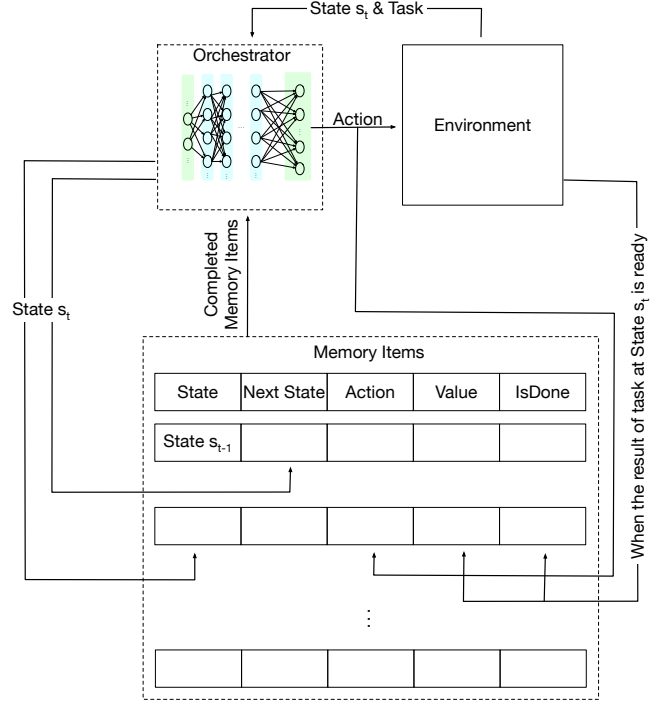 State s_t & Task
Orchestrator
Action
Environment
State s_t
Completed
Memory Items
When the result of task at State s_t is ready
Memory Items
State Next State Action Value IsDone
State s_{t-1}